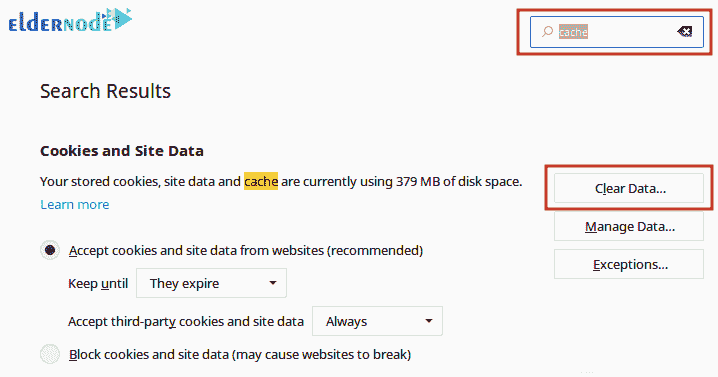 ELDERNODE
cache
Search Results
Cookies and Site Data
Your stored cookies, site data and cache are currently using 379 MB of disk space.
Learn more
Clear Data...
Manage Data...
Exceptions...
Accept cookies and site data from websites (recommended)
Keep until They expire
Accept third-party cookies and site data Always
Block cookies and site data (may cause websites to break)